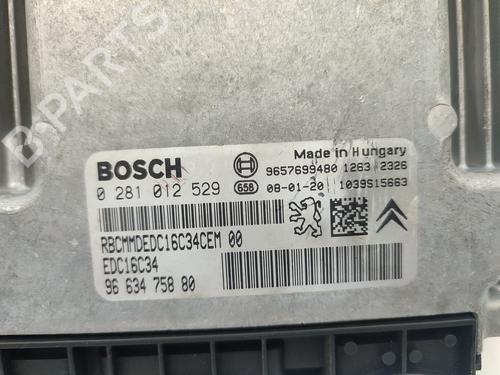 B-PARTS
BOSCH
Made in Hungary
9657699480 1263 2326
0 281 012 529 658 08-01-20 1039S15663
RBCMMDEDC16C34CEM 00
EDC16C34
96 634 758 80